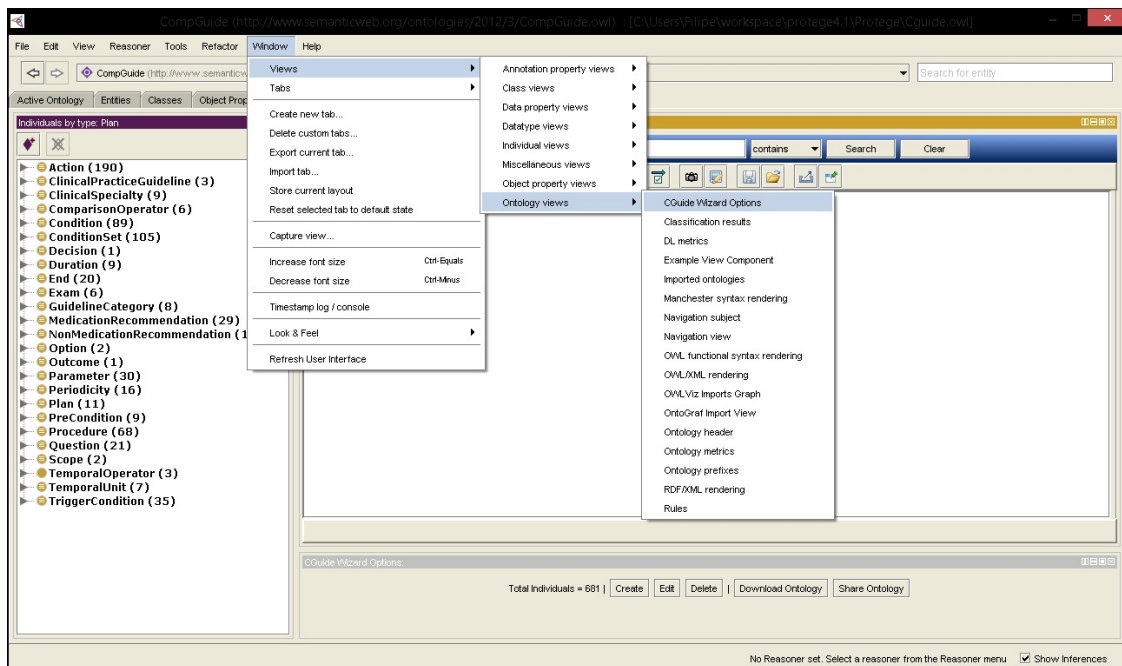 CompGuide (http://www.semanticweb.org/ontologies/2012/3/CompGuide.owl) : [C:\Users\Filipe\workspace\protege4.1\Protege\Cguide.owl]
File Edit View Reasoner Tools Refactor Window Help
CompGuide (http://www.semanticw
Search for entity
Active Ontology Entities Classes Object Prop
Individuals by type: Plan
contains Search Clear
Action (190)
ClinicalPracticeGuideline (3)
ClinicalSpecialty (9)
ComparisonOperator (6)
Condition (89)
ConditionSet (105)
Decision (1)
Duration (9)
End (20)
Exam (6)
GuidelineCategory (8)
MedicationRecommendation (29)
NonMedicationRecommendation (1
Option (2)
Outcome (1)
Parameter (30)
Periodicity (16)
Plan (11)
PreCondition (9)
Procedure (68)
Question (21)
Scope (2)
TemporalOperator (3)
TemporalUnit (7)
TriggerCondition (35)
Views
Tabs
Create new tab...
Delete custom tabs...
Export current tab...
Import tab...
Store current layout
Reset selected tab to default state
Capture view...
Increase font size Ctrl-Equals
Decrease font size Ctrl-Minus
Timestamp log / console
Look & Feel
Refresh User Interface
Annotation property views
Class views
Data property views
Datatype views
Individual views
Miscellaneous views
Object property views
Ontology views
CGuide Wizard Options
Classification results
DL metrics
Example View Component
Imported ontologies
Manchester syntax rendering
Navigation subject
Navigation view
OWL functional syntax rendering
OWL/XML rendering
OWLViz Imports Graph
OntoGraf Import View
Ontology header
Ontology metrics
Ontology prefixes
RDF/XML rendering
Rules
CGuide Wizard Options:
Total Individuals = 681 | Create Edit Delete | Download Ontology Share Ontology
No Reasoner set. Select a reasoner from the Reasoner menu Show Inferences